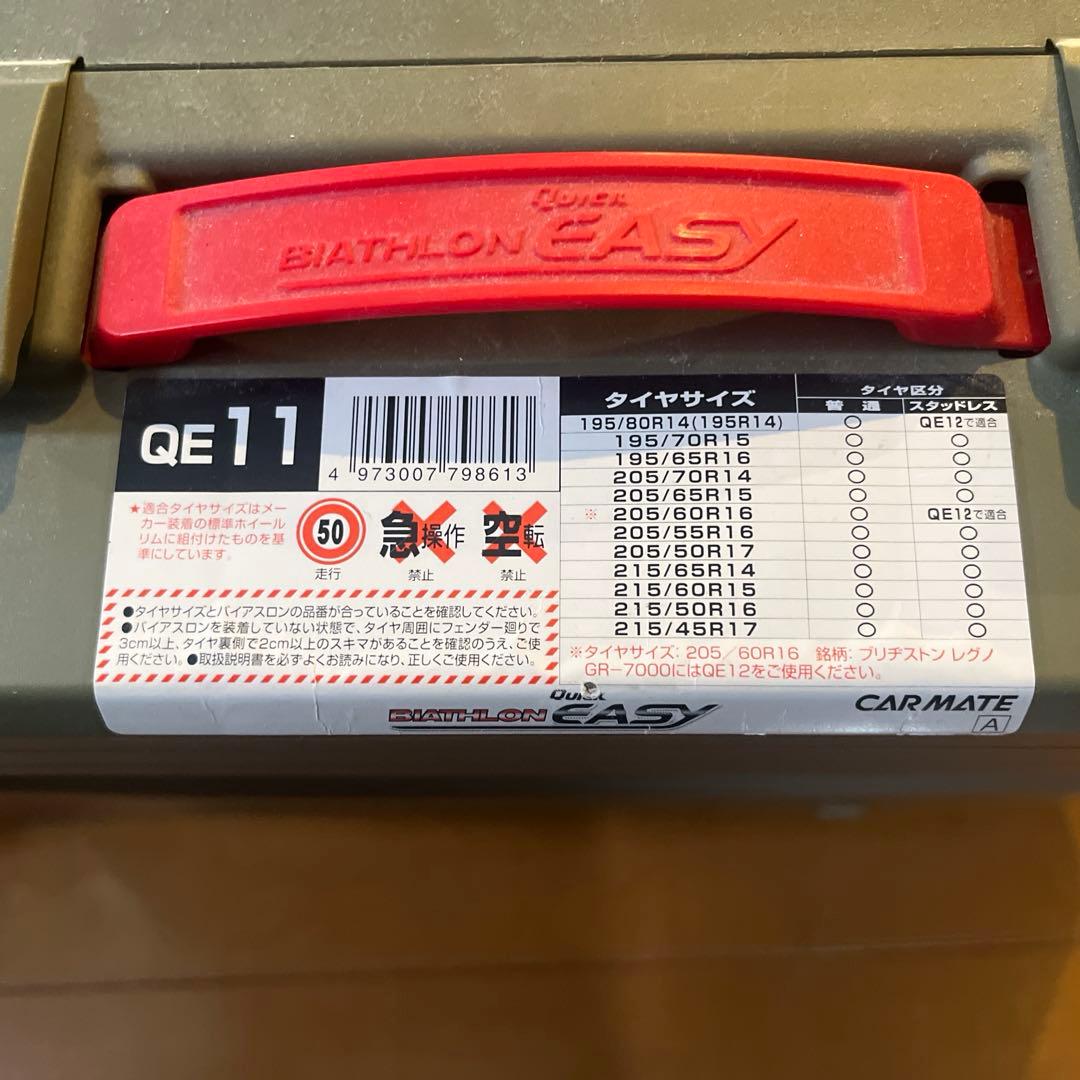 Quick
BIATHLON EASY
QE11
4 973007 798613
★適合タイヤサイズはメー
カー装着の標準ホイール
リムに組付けたものを基
準にしています。
50
走行
急操作
禁止
空転
禁止
●タイヤサイズとバイアスロンの品番が合っていることを確認してください。
●バイアスロンを装着していない状態で、タイヤ周囲にフェンダー廻りで
3cm以上、タイヤ裏側で2cm以上のスキマがあることを確認のうえ、ご使
用ください。●取扱説明書を必ずよくお読みになり、正しくご使用ください。
タイヤサイズ タイヤ区分
普通 スタッドレス
195/80R14(195R14) ○ QE12で適合
195/70R15 ○ ○
195/65R16 ○ ○
205/70R14 ○ ○
205/65R15 ○ ○
※ 205/60R16 ○ QE12で適合
205/55R16 ○ ○
205/50R17 ○ ○
215/65R14 ○ ○
215/60R15 ○ ○
215/50R16 ○ ○
215/45R17 ○ ○
※タイヤサイズ:205/60R16 銘柄:ブリヂストン レグノ
GR-7000にはQE12をご使用ください。
Quick
BIATHLON EASY
CARMATE
A